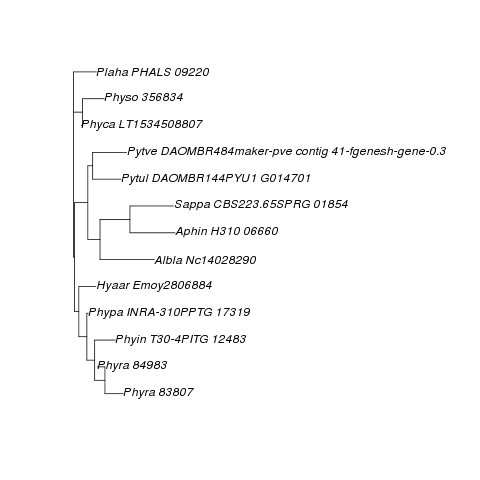 Plaha PHALS 09220
Physo 356834
Phyca LT1534508807
Pytve DAOMBR484maker-pve contig 41-fgenesh-gene-0.3
Pytul DAOMBR144PYU1 G014701
Sappa CBS223.65SPRG 01854
Aphin H310 06660
Albla Nc14028290
Hyaar Emoy2806884
Phypa INRA-310PPTG 17319
Phyin T30-4PITG 12483
Phyra 84983
Phyra 83807